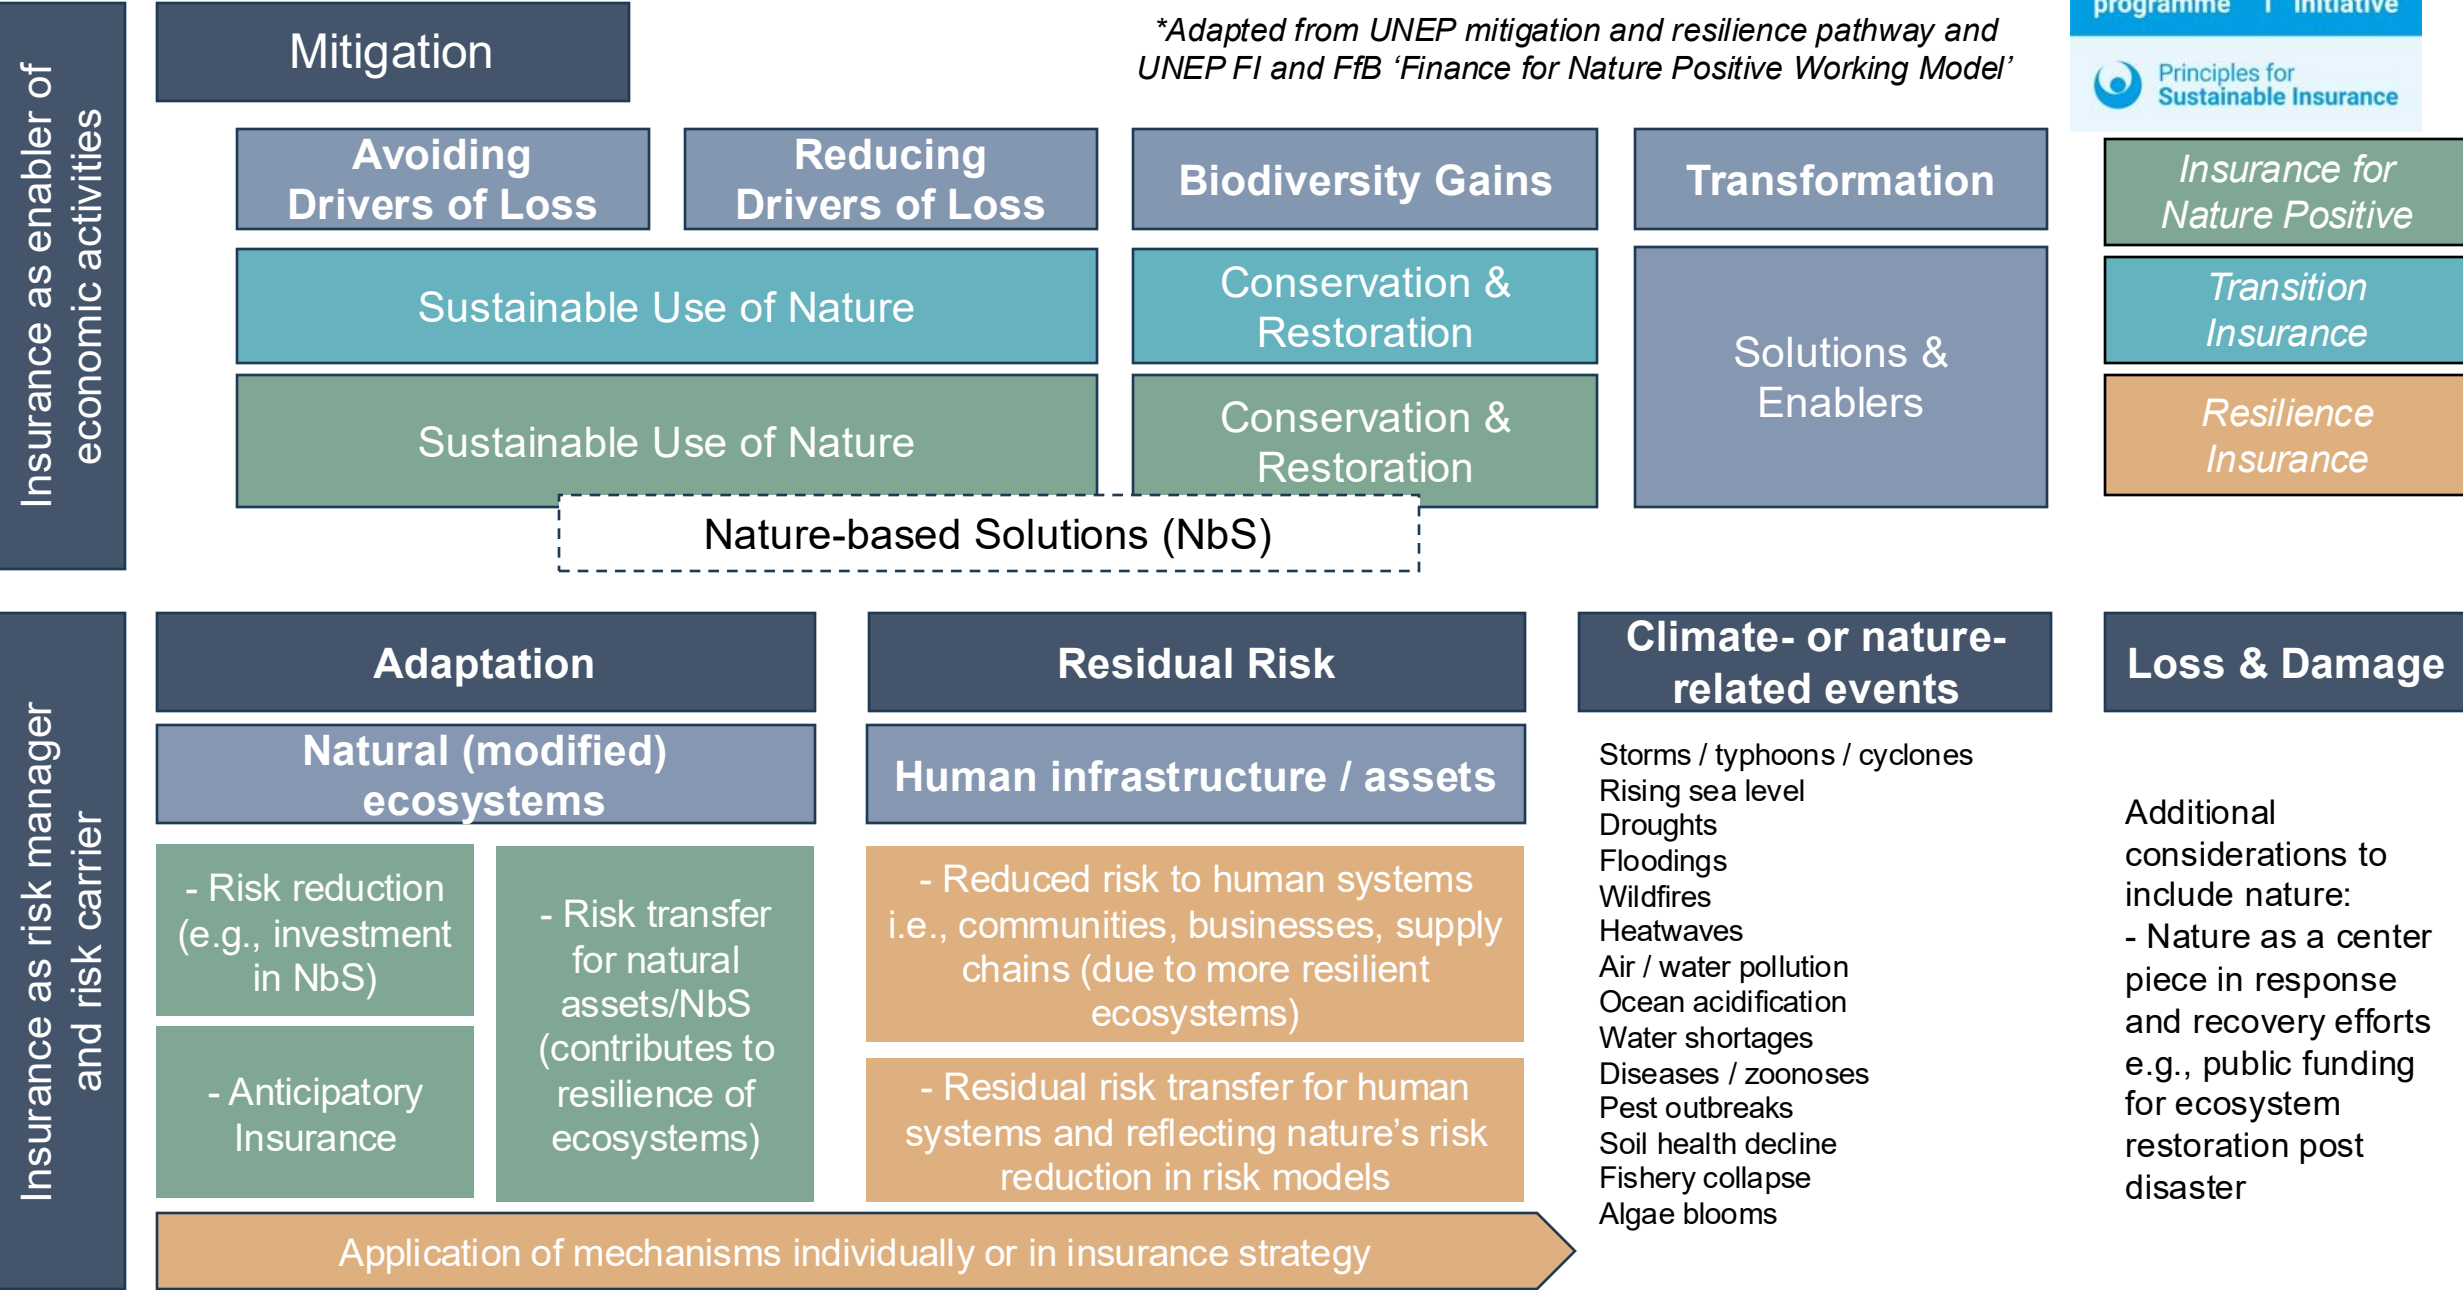 Insurance as enabler of
economic activities
Mitigation
*Adapted from UNEP mitigation and resilience pathway and
UNEP FI and FfB ‘Finance for Nature Positive Working Model’
programme initiative
Principles for
Sustainable Insurance
Avoiding
Drivers of Loss
Reducing
Drivers of Loss
Biodiversity Gains
Transformation
Insurance for
Nature Positive
Sustainable Use of Nature
Conservation &
Restoration
Solutions &
Enablers
Transition
Insurance
Sustainable Use of Nature
Conservation &
Restoration
Resilience
Insurance
Nature-based Solutions (NbS)
Insurance as risk manager
and risk carrier
Adaptation
Residual Risk
Climate- or nature-
related events
Loss & Damage
Natural (modified)
ecosystems
Human infrastructure / assets
- Risk reduction
(e.g., investment
in NbS)
- Anticipatory
Insurance
- Risk transfer
for natural
assets/NbS
(contributes to
resilience of
ecosystems)
- Reduced risk to human systems
i.e., communities, businesses, supply
chains (due to more resilient
ecosystems)
- Residual risk transfer for human
systems and reflecting nature’s risk
reduction in risk models
Storms / typhoons / cyclones
Rising sea level
Droughts
Floodings
Wildfires
Heatwaves
Air / water pollution
Ocean acidification
Water shortages
Diseases / zoonoses
Pest outbreaks
Soil health decline
Fishery collapse
Algae blooms
Additional
considerations to
include nature:
- Nature as a center
piece in response
and recovery efforts
e.g., public funding
for ecosystem
restoration post
disaster
Application of mechanisms individually or in insurance strategy